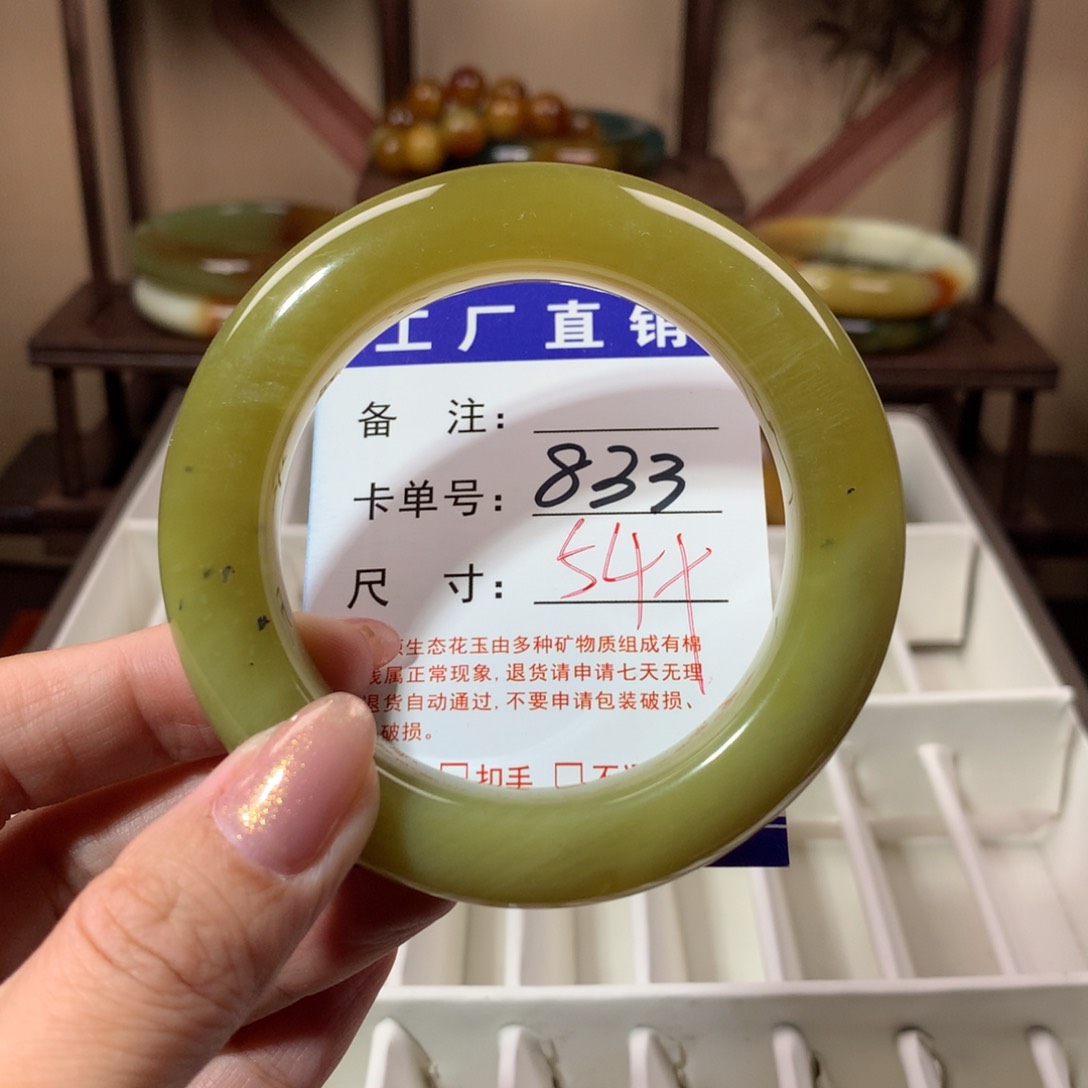 工厂直销
备 注:
卡单号: 833
尺 寸: 54+
生态花玉由多种矿物质组成有棉
线属正常现象,退货请申请七天无理
退货自动通过,不要申请包装破损、
破损。
□扣手 □不